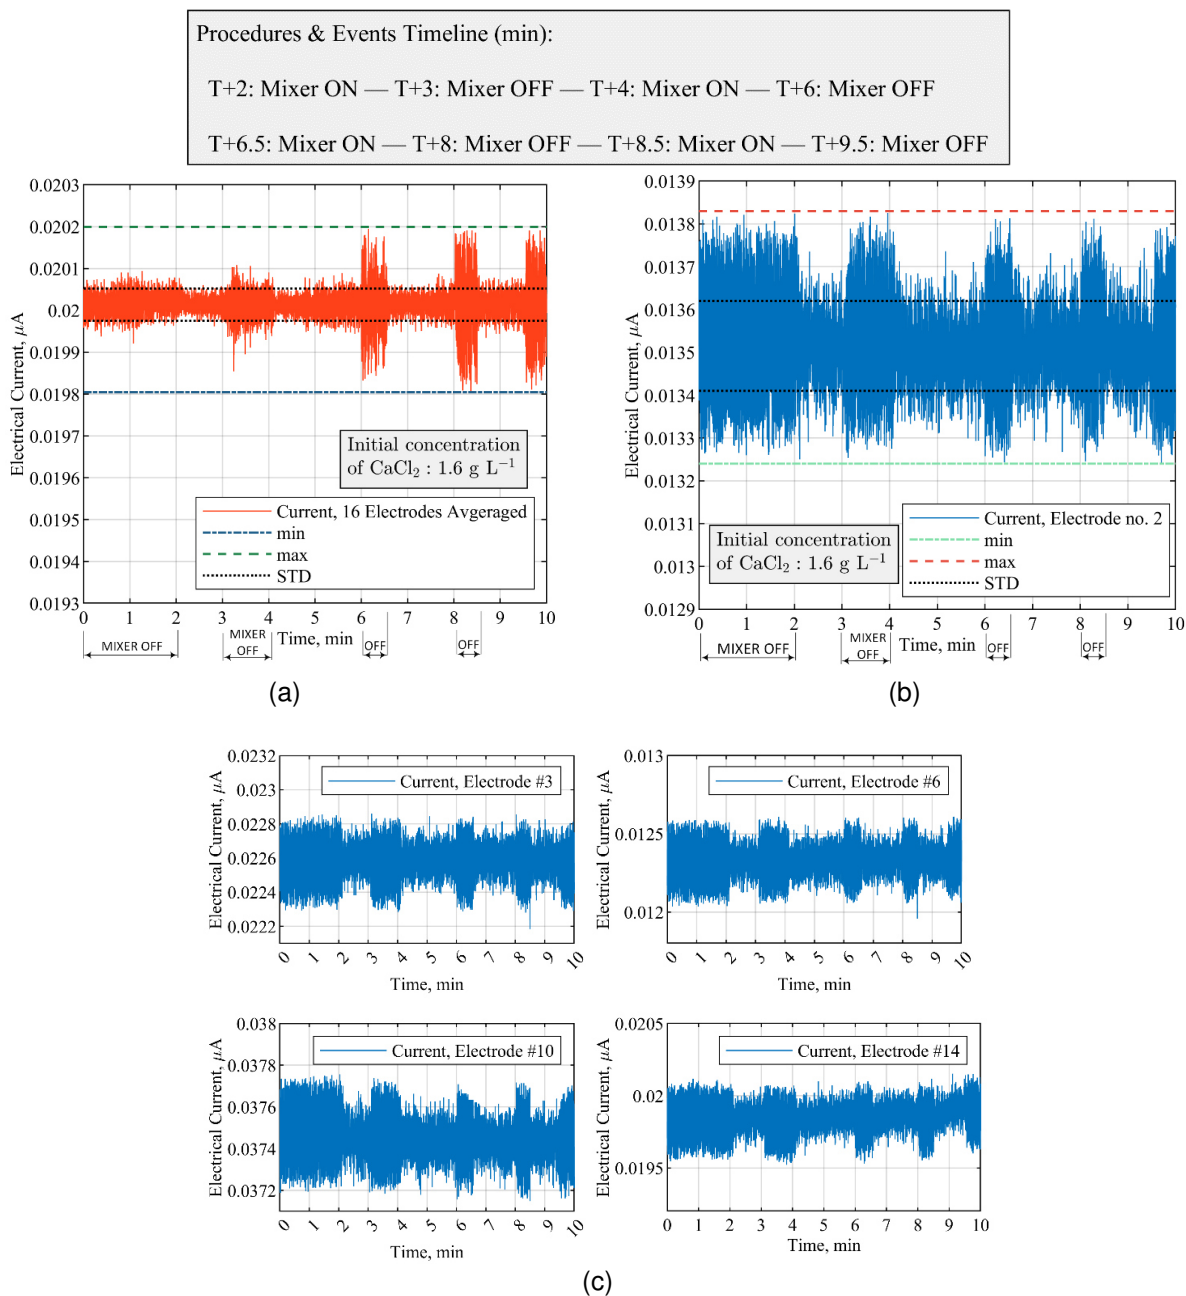 Procedures & Events Timeline (min):
T+2: Mixer ON — T+3: Mixer OFF — T+4: Mixer ON — T+6: Mixer OFF
T+6.5: Mixer ON — T+8: Mixer OFF — T+8.5: Mixer ON — T+9.5: Mixer OFF
Electrical Current, μA
0.0203
0.0202
0.0201
0.02
0.0199
0.0198
0.0197
0.0196
0.0195
0.0194
0.0193
Initial concentration
of CaCl2 : 1.6 g L−1
Current, 16 Electrodes Avgeraged
min
max
STD
0 1 2 3 4 5 6 7 8 9 10
Time, min
MIXER OFF
MIXER
OFF
OFF
OFF
(a)
Electrical Current, μA
0.0139
0.0138
0.0137
0.0136
0.0135
0.0134
0.0133
0.0132
0.0131
0.013
0.0129
Initial concentration
of CaCl2 : 1.6 g L−1
Current, Electrode no. 2
min
max
STD
0 1 2 3 4 5 6 7 8 9 10
Time, min
MIXER OFF
MIXER
OFF
OFF
OFF
(b)
Electrical Current, μA
0.0232
0.023
0.0228
0.0226
0.0224
0.0222
Current, Electrode #3
0 1 2 3 4 5 6 7 8 9 10
Time, min
Electrical Current, μA
0.013
0.0125
0.012
Current, Electrode #6
0 1 2 3 4 5 6 7 8 9 10
Time, min
Electrical Current, μA
0.038
0.0378
0.0376
0.0374
0.0372
Current, Electrode #10
0 1 2 3 4 5 6 7 8 9 10
Time, min
Electrical Current, μA
0.0205
0.02
0.0195
Current, Electrode #14
0 1 2 3 4 5 6 7 8 9 10
Time, min
(c)